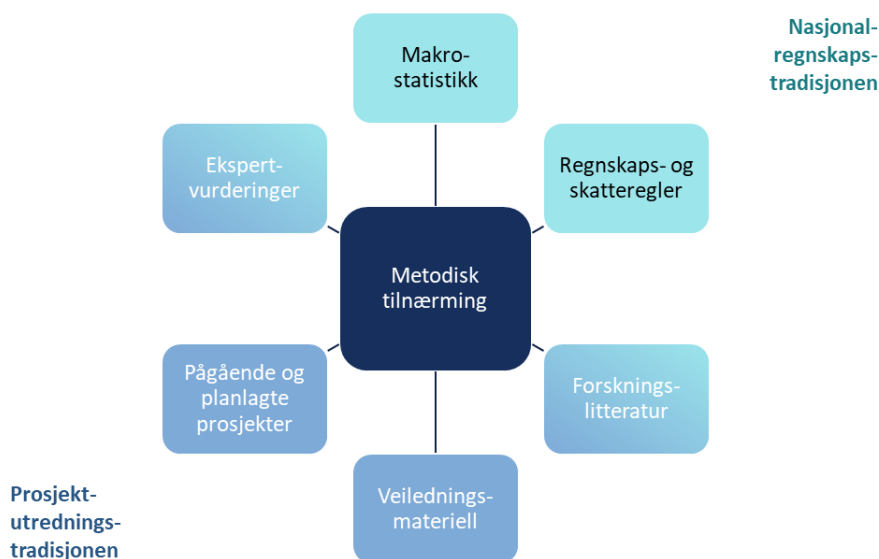 Nasjonal-
regnskaps-
tradisjonen
Makro-
statistikk
Ekspert-
vurderinger
Regnskaps- og
skatteregler
Metodisk
tilnærming
Pågående og
planlagte
prosjekter
Forsknings-
litteratur
Veilednings-
materiell
Prosjekt-
utrednings-
tradisjonen